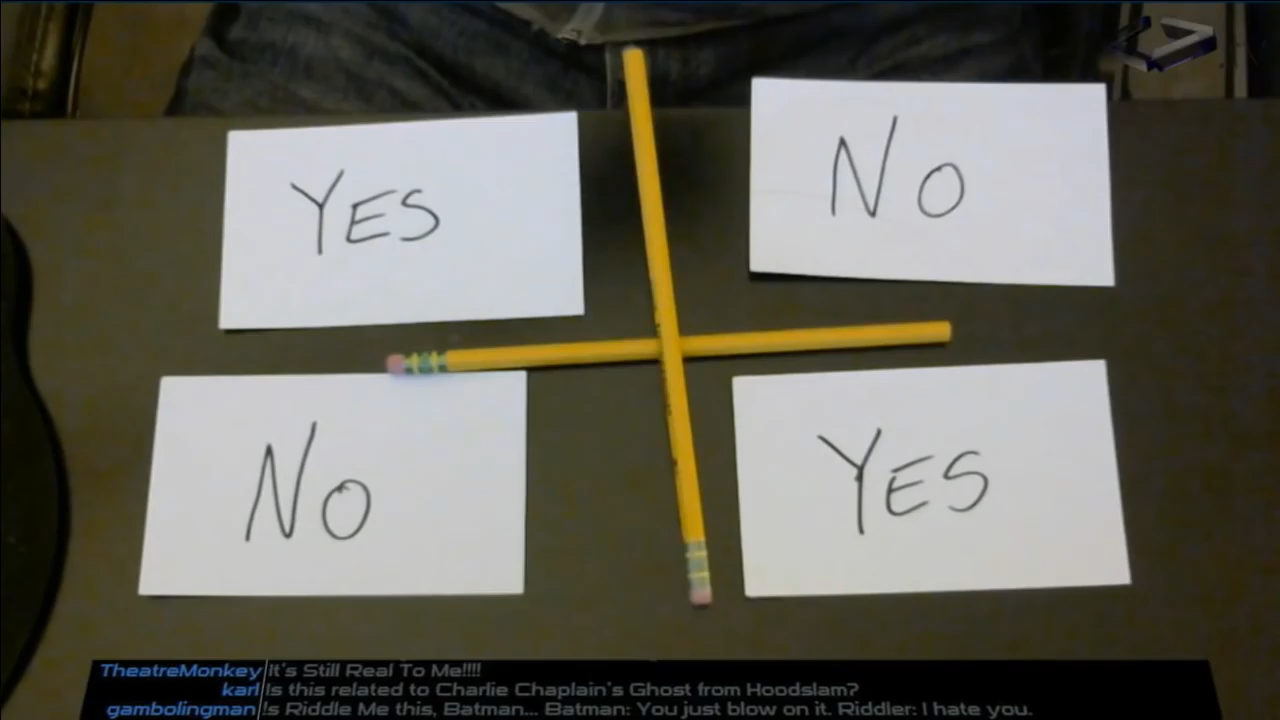 YES
NO
NO
YES
TheatreMonkey It's Still Real To Me!!!!
karl Is this related to Charlie Chaplain's Ghost from Hoodslam?
gambolingman Is Riddle Me this, Batman... Batman: You just blow on it. Riddler: I hate you.